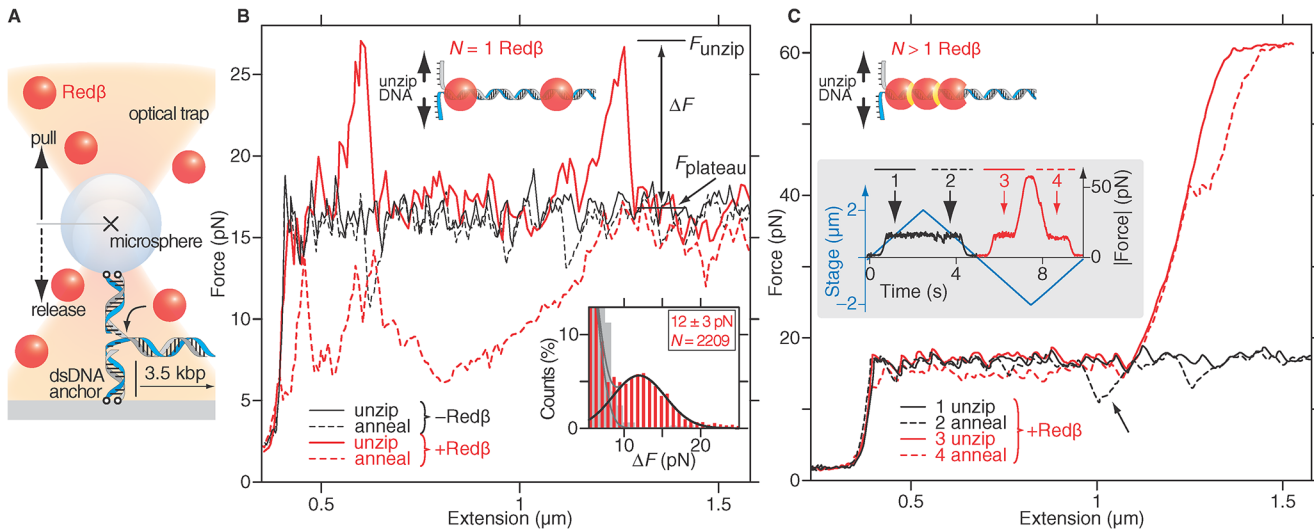 A
Redβ
optical trap
pull
microsphere
release
dsDNA
anchor
3.5 kbp
B
Force (pN)
25
20
15
10
5
0
0.5
1
1.5
Extension (µm)
N = 1 Redβ
unzip
DNA
Funzip
ΔF
Fplateau
unzip
anneal
−Redβ
unzip
anneal
+Redβ
Counts (%)
10
0
10
20
ΔF (pN)
12 ± 3 pN
N = 2209
C
Force (pN)
60
40
20
0
0.5
1
1.5
Extension (µm)
N > 1 Redβ
unzip
DNA
1
2
3
4
Stage (µm)
2
−2
0
4
8
Time (s)
50
0
|Force| (pN)
1 unzip
2 anneal
3 unzip
4 anneal
+Redβ